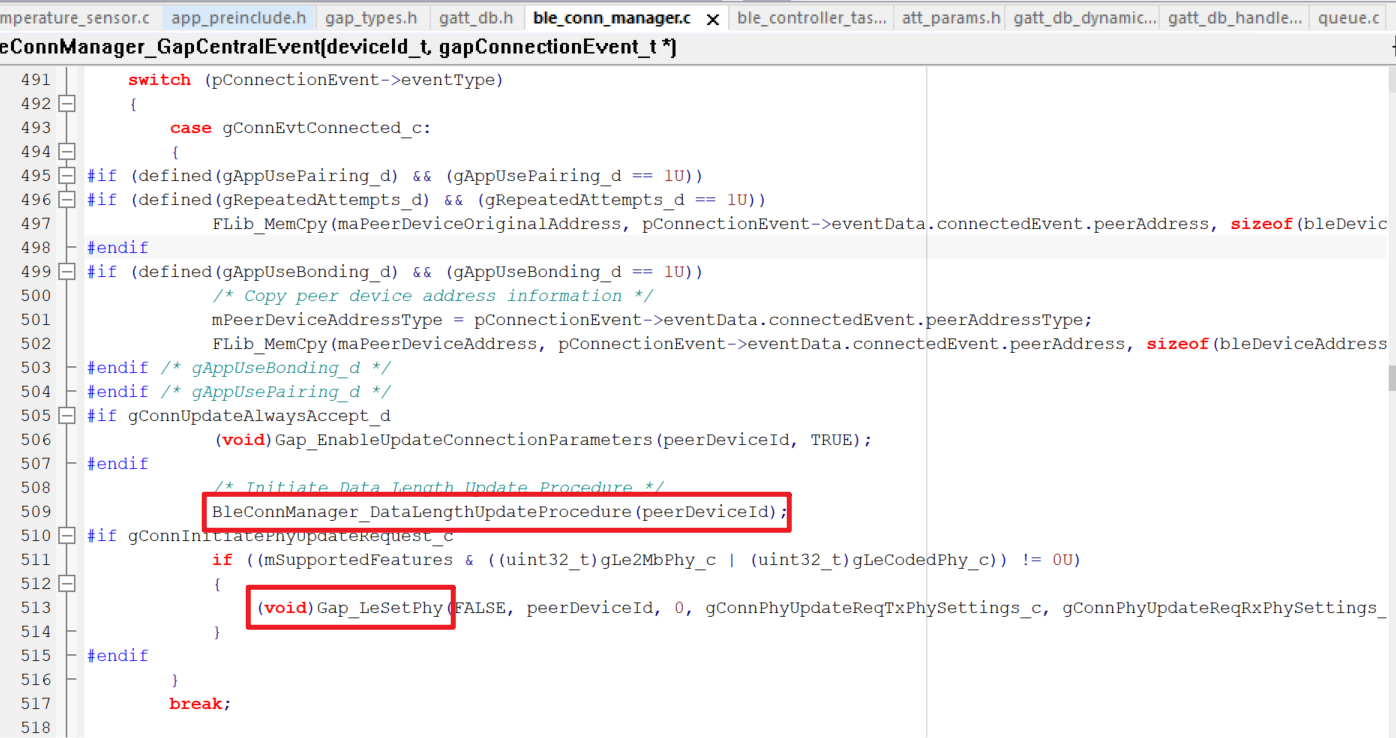 mperature_sensor.c app_preinclude.h gap_types.h gatt_db.h ble_conn_manager.c × ble_controller_tas... att_params.h gatt_db_dynamic... gatt_db_handle... queue.c
eConnManager_GapCentralEvent(deviceId_t, gapConnectionEvent_t *)
491 switch (pConnectionEvent->eventType)
492 {
493 case gConnEvtConnected_c:
494 {
495 #if (defined(gAppUsePairing_d) && (gAppUsePairing_d == 1U))
496 #if (defined(gRepeatedAttempts_d) && (gRepeatedAttempts_d == 1U))
497 FLib_MemCpy(maPeerDeviceOriginalAddress, pConnectionEvent->eventData.connectedEvent.peerAddress, sizeof(bleDevic
498 #endif
499 #if (defined(gAppUseBonding_d) && (gAppUseBonding_d == 1U))
500 /* Copy peer device address information */
501 mPeerDeviceAddressType = pConnectionEvent->eventData.connectedEvent.peerAddressType;
502 FLib_MemCpy(maPeerDeviceAddress, pConnectionEvent->eventData.connectedEvent.peerAddress, sizeof(bleDeviceAddress
503 #endif /* gAppUseBonding_d */
504 #endif /* gAppUsePairing_d */
505 #if gConnUpdateAlwaysAccept_d
506 (void)Gap_EnableUpdateConnectionParameters(peerDeviceId, TRUE);
507 #endif
508 /* Initiate Data Length Update Procedure */
509 BleConnManager_DataLengthUpdateProcedure(peerDeviceId);
510 #if gConnInitiatePhyUpdateRequest_c
511 if ((mSupportedFeatures & ((uint32_t)gLe2MbPhy_c | (uint32_t)gLeCodedPhy_c)) != 0U)
512 {
513 (void)Gap_LeSetPhy(FALSE, peerDeviceId, 0, gConnPhyUpdateReqTxPhySettings_c, gConnPhyUpdateReqRxPhySettings_
514 }
515 #endif
516 }
517 break;
518